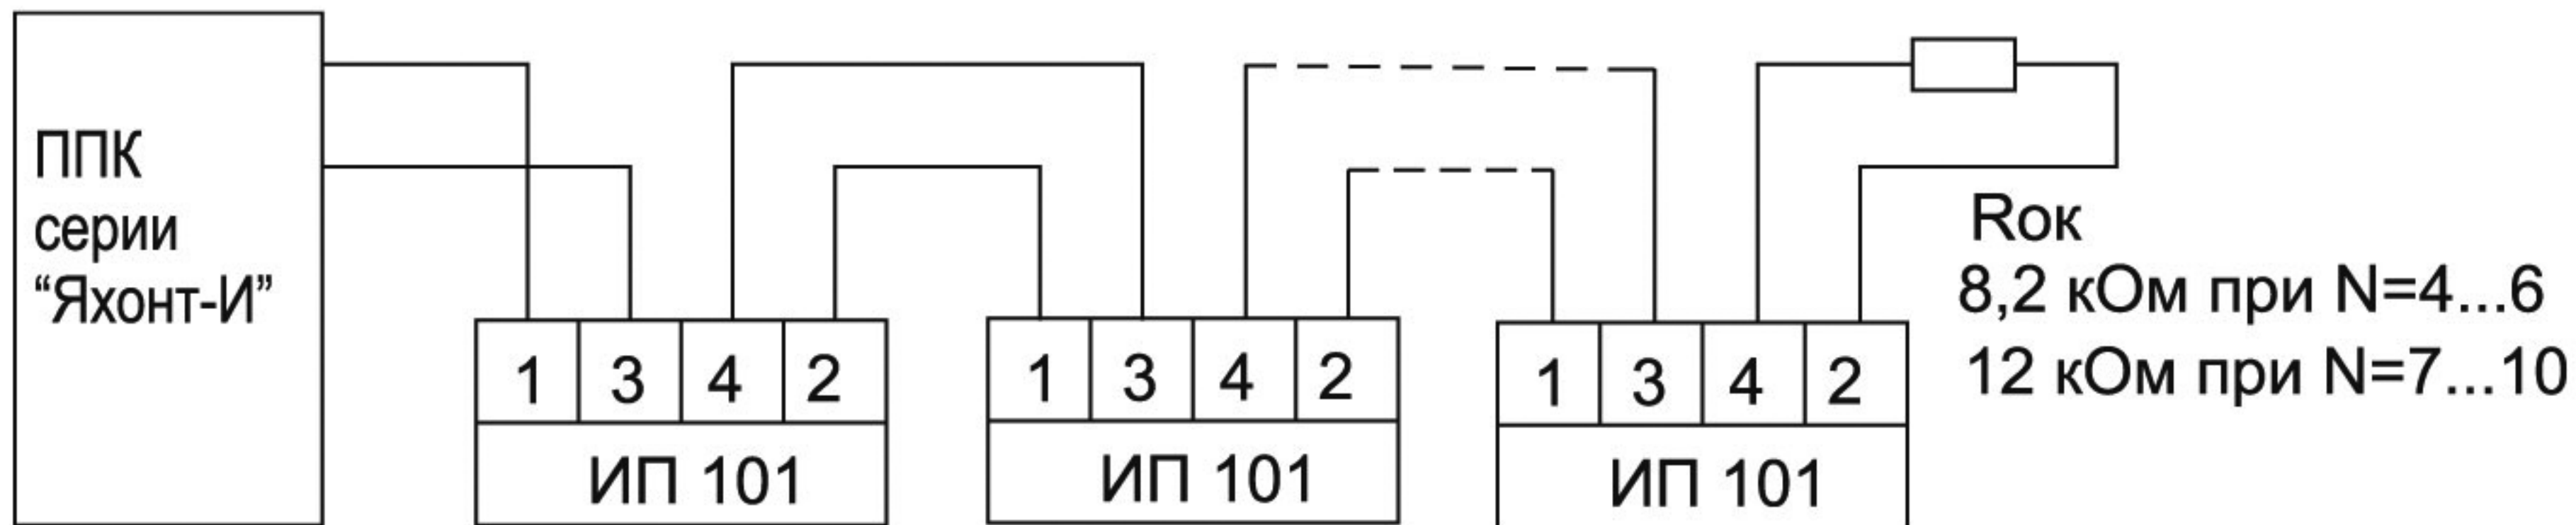 ППК
серии
“Яхонт-И”
Rок
8,2 кОм при N=4...6
12 кОм при N=7...10
1 3 4 2
ИП 101
1 3 4 2
ИП 101
1 3 4 2
ИП 101